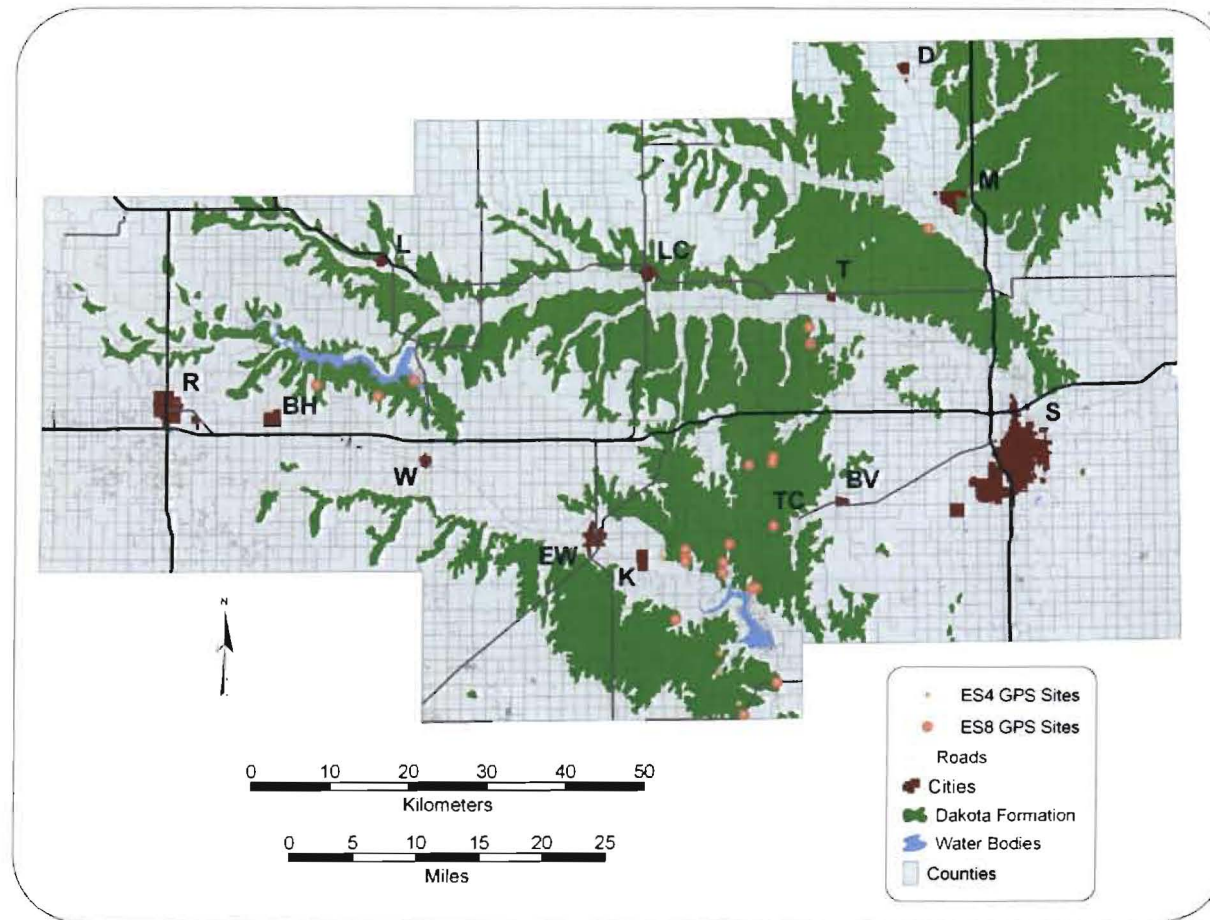 D
M
L
LC
T
R
BH
S
W
BV
TC
EW
K
N
ES4 GPS Sites
ES8 GPS Sites
Roads
Cities
Dakota Formation
Water Bodies
Counties
0 10 20 30 40 50
Kilometers
0 5 10 15 20 25
Miles